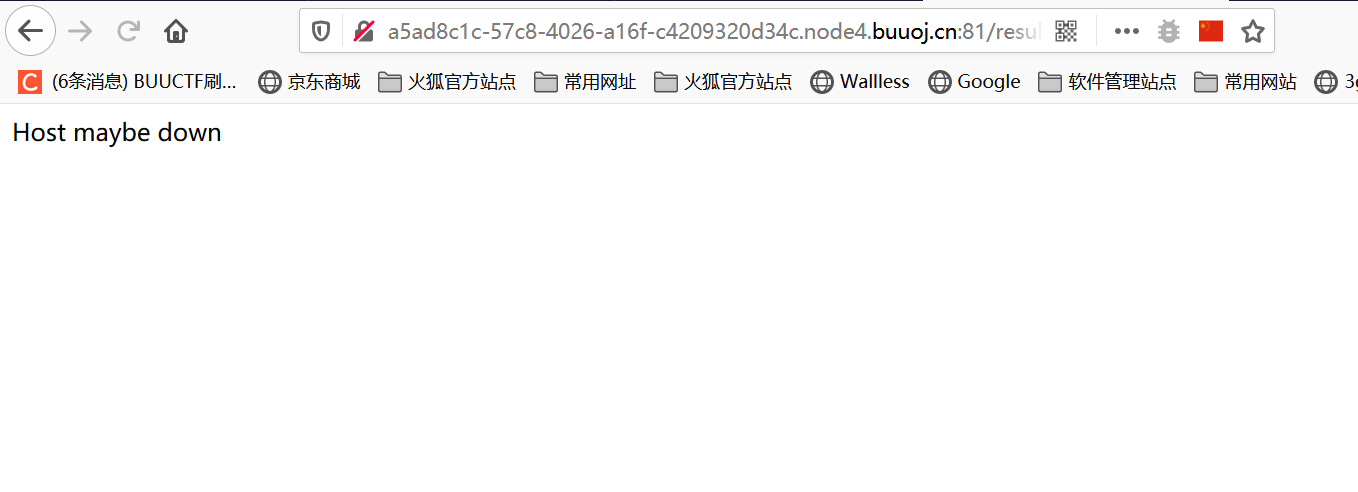 a5ad8c1c-57c8-4026-a16f-c4209320d34c.node4.buuoj.cn:81/resul
(6条消息) BUUCTF刷... 京东商城 火狐官方站点 常用网址 火狐官方站点 Wallless Google 软件管理站点 常用网站 3g
Host maybe down